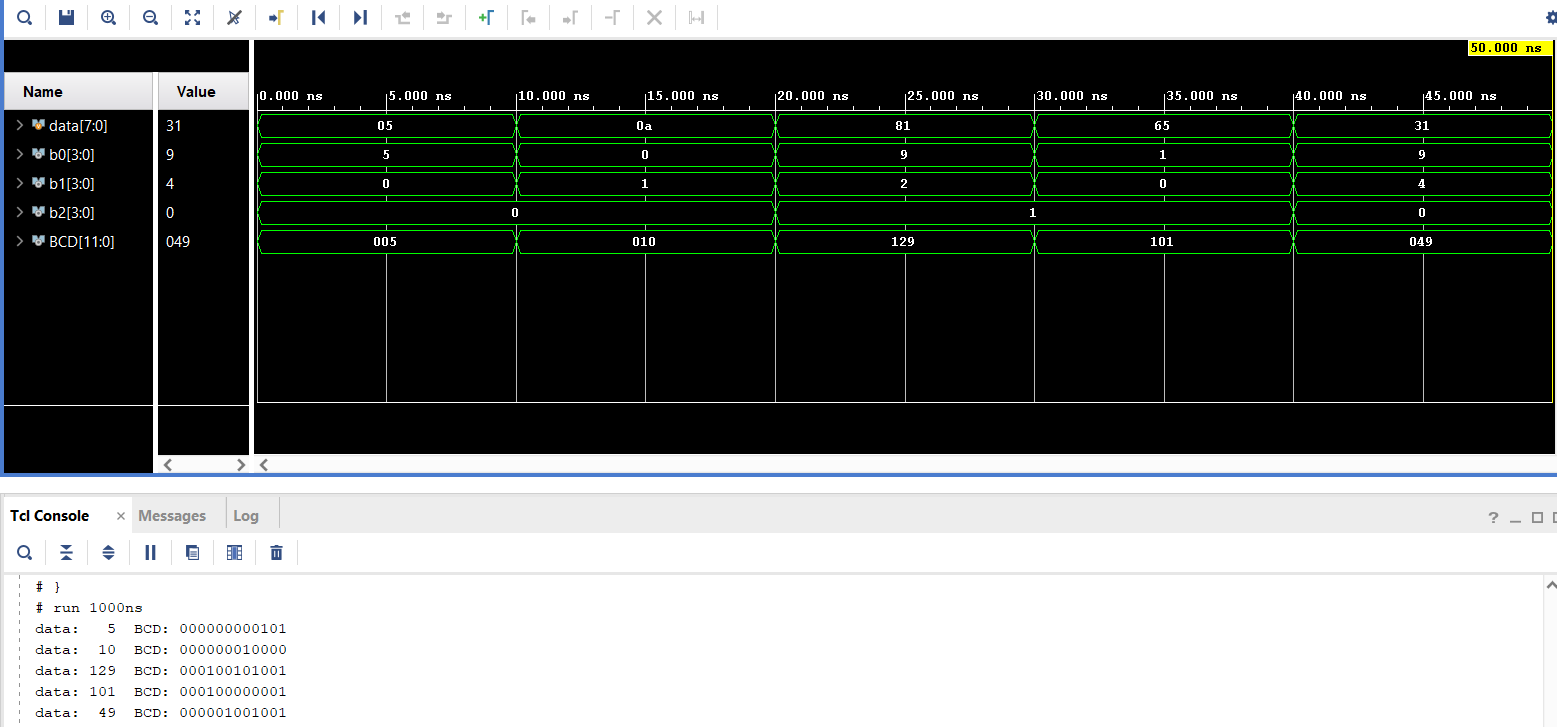 50.000 ns
Name Value 0.000 ns 5.000 ns 10.000 ns 15.000 ns 20.000 ns 25.000 ns 30.000 ns 35.000 ns 40.000 ns 45.000 ns
data[7:0] 31 05 0a 81 65 31
b0[3:0] 9 5 0 9 1 9
b1[3:0] 4 0 1 2 0 4
b2[3:0] 0 0 1 0
BCD[11:0] 049 005 010 129 101 049
Tcl Console × Messages Log ?
# }
# run 1000ns
data:   5  BCD: 000000000101
data:  10  BCD: 000000010000
data: 129  BCD: 000100101001
data: 101  BCD: 000100000001
data:  49  BCD: 000001001001